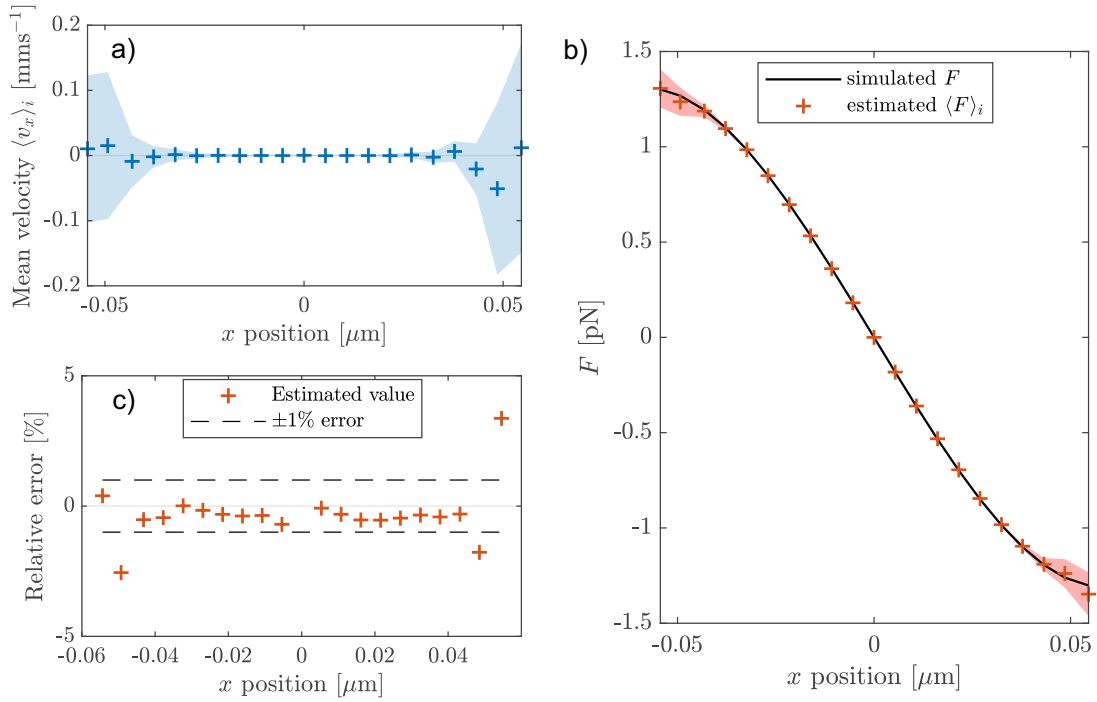 a)
Mean velocity ⟨v_x⟩_i [mms⁻¹]
0.2
0.1
0
-0.1
-0.2
-0.05
0
0.05
x position [μm]
b)
F [pN]
1.5
1
0.5
0
-0.5
-1
-1.5
simulated F
estimated ⟨F⟩_i
-0.05
0
0.05
x position [μm]
c)
Relative error [%]
5
0
-5
Estimated value
±1% error
-0.06
-0.04
-0.02
0
0.02
0.04
x position [μm]